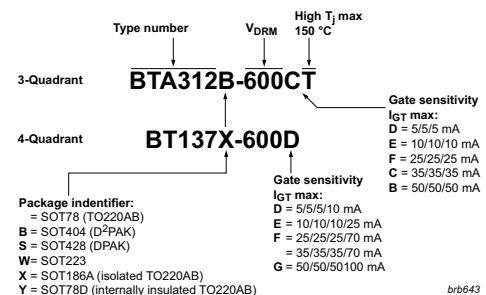 Type number
V_DRM
High T_j max
150 °C
3-Quadrant
BTA312B-600CT
4-Quadrant
BT137X-600D
Gate sensitivity
I_GT max:
D = 5/5/5 mA
E = 10/10/10 mA
F = 25/25/25 mA
C = 35/35/35 mA
B = 50/50/50 mA
Gate sensitivity
I_GT max:
D = 5/5/5/10 mA
E = 10/10/10/25 mA
F = 25/25/25/70 mA
= 35/35/35/70 mA
G = 50/50/50100 mA
Package indentifier:
= SOT78 (TO220AB)
B = SOT404 (D²PAK)
S = SOT428 (DPAK)
W= SOT223
X = SOT186A (isolated TO220AB)
Y = SOT78D (internally insulated TO220AB)
brb643